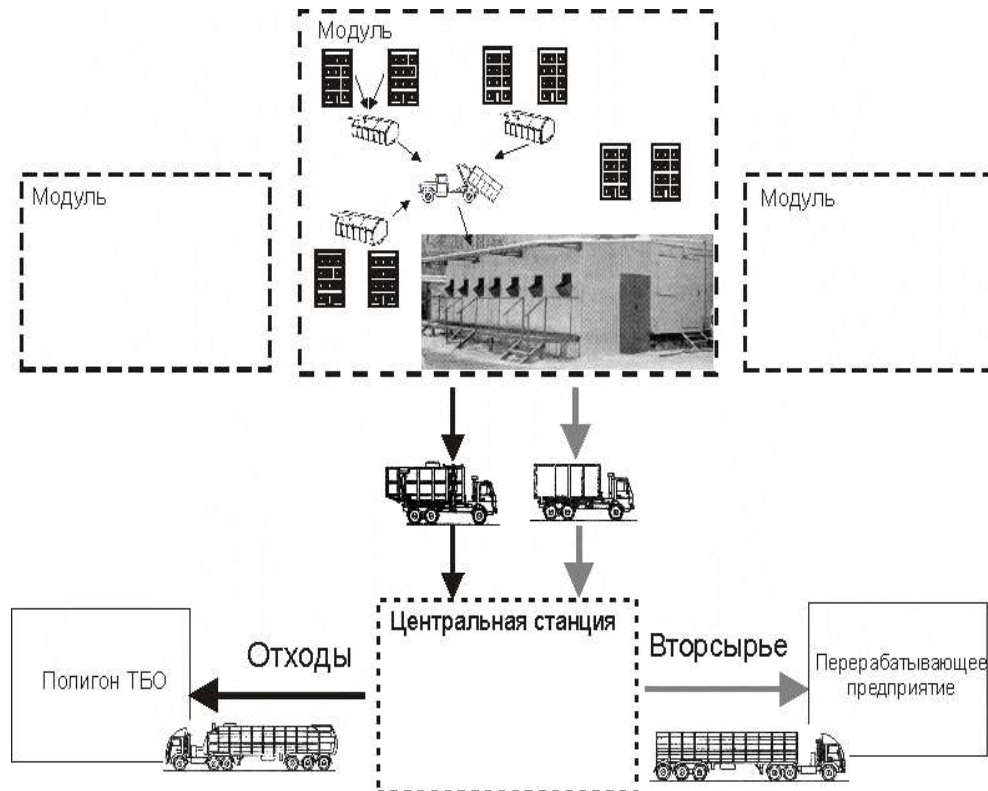 Модуль
Модуль
Модуль
Центральная станция
Отходы
Вторсырье
Полигон ТБО
Перерабатывающее
предприятие